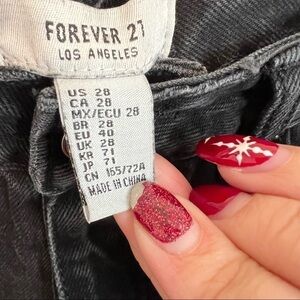 FOREVER 21
LOS ANGELES
US 28
CA 28
MX/ECU 28
BR 28
EU 40
UK 28
KR 71
JP 71
CN 165/72A
MADE IN CHINA